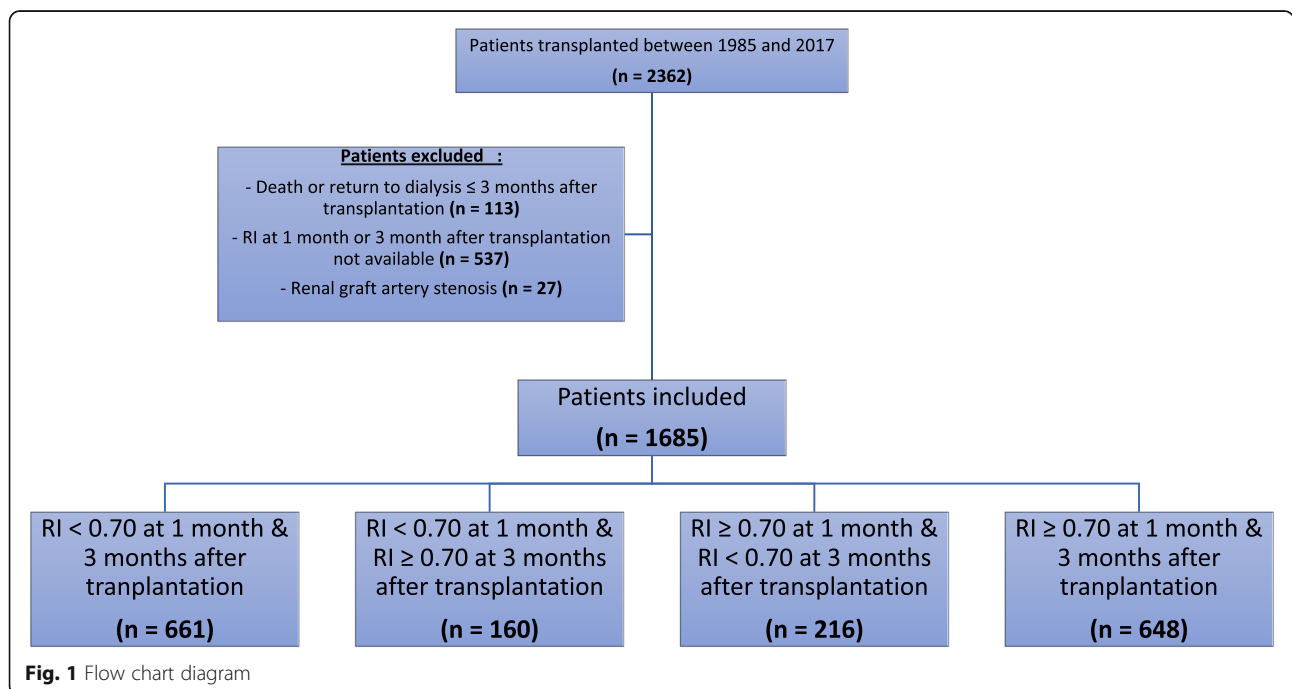 Patients transplanted between 1985 and 2017
(n = 2362)
Patients excluded :
- Death or return to dialysis ≤ 3 months after
transplantation (n = 113)
- RI at 1 month or 3 month after transplantation
not available (n = 537)
- Renal graft artery stenosis (n = 27)
Patients included
(n = 1685)
RI < 0.70 at 1 month &
3 months after
tranplantation
(n = 661)
RI < 0.70 at 1 month &
RI ≥ 0.70 at 3 months
after transplantation
(n = 160)
RI ≥ 0.70 at 1 month &
RI < 0.70 at 3 months
after transplantation
(n = 216)
RI ≥ 0.70 at 1 month &
3 months after
tranplantation
(n = 648)
Fig. 1 Flow chart diagram